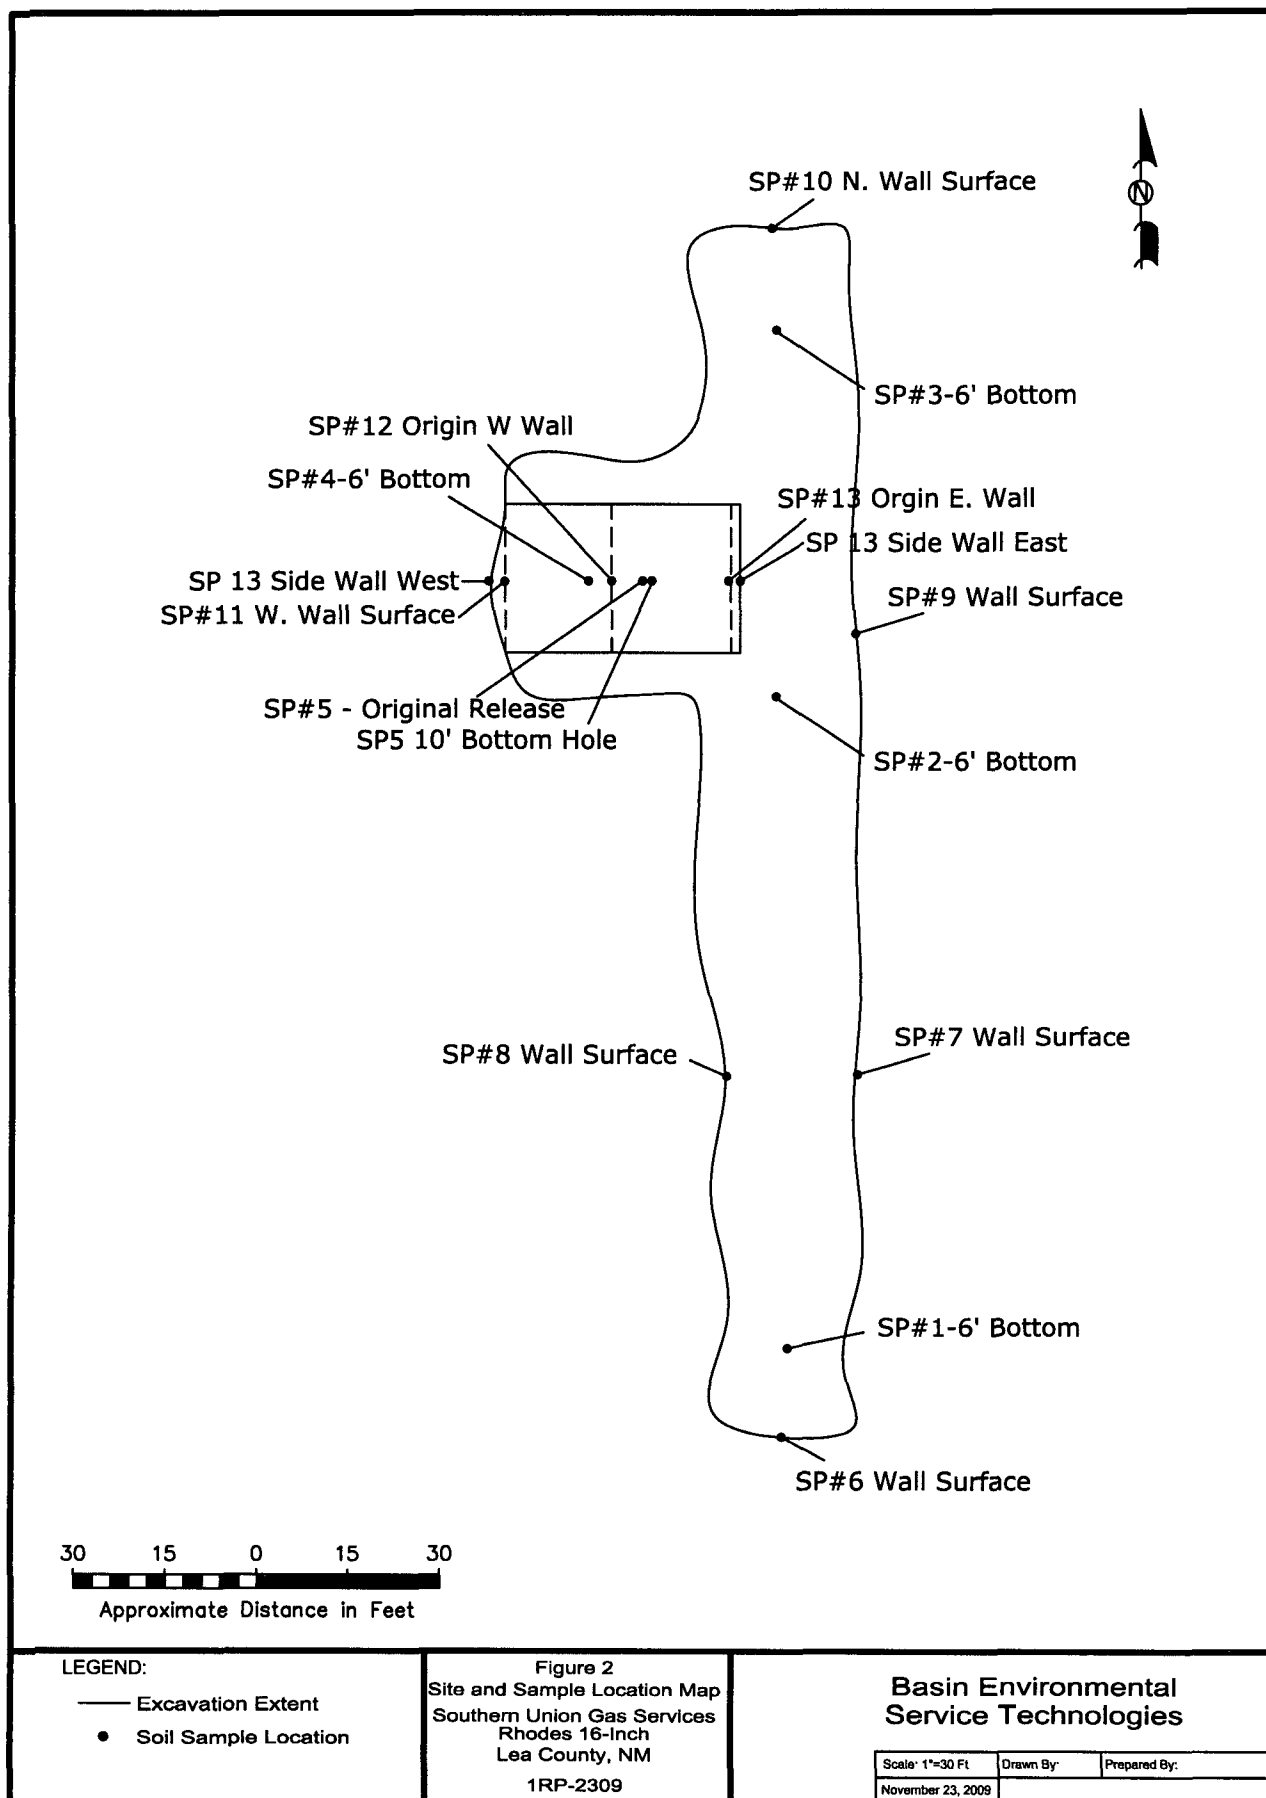 SP#10 N. Wall Surface
N
SP#3-6' Bottom
SP#12 Origin W Wall
SP#4-6' Bottom
SP#13 Orgin E. Wall
SP 13 Side Wall East
SP 13 Side Wall West
SP#11 W. Wall Surface
SP#9 Wall Surface
SP#5 - Original Release
SP5 10' Bottom Hole
SP#2-6' Bottom
SP#8 Wall Surface
SP#7 Wall Surface
SP#1-6' Bottom
SP#6 Wall Surface
30 15 0 15 30
Approximate Distance in Feet
LEGEND:
Excavation Extent
Soil Sample Location
Figure 2
Site and Sample Location Map
Southern Union Gas Services
Rhodes 16-Inch
Lea County, NM
1RP-2309
Basin Environmental
Service Technologies
Scale: 1"=30 Ft
Drawn By:
Prepared By:
November 23, 2009